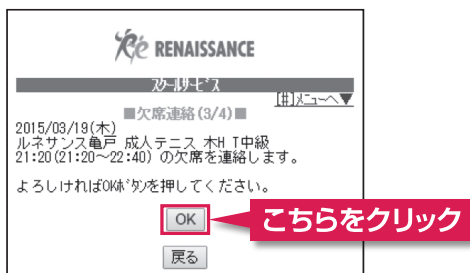 Ré RENAISSANCE
ｽｸｰﾙｻｰﾋﾞｽ
[#]ﾒﾆｭｰへ▼
■欠席連絡(3/4)■
2015/03/19(木)
ルネサンス亀戸 成人テニス 木H T中級
21:20(21:20～22:40) の欠席を連絡します。
よろしければOKﾎﾞﾀﾝを押してください。
OK
こちらをクリック
戻る